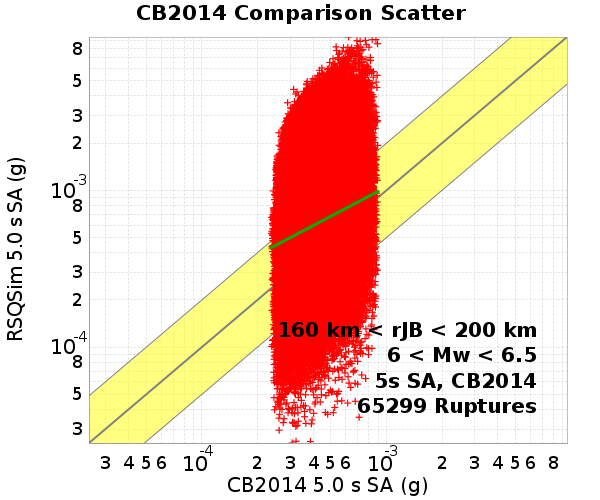 CB2014 Comparison Scatter
RSQSim 5.0 s SA (g)
8
5
3
2
10-3
8
5
3
2
10-4
8
5
3
160 km < rJB < 200 km
6 < Mw < 6.5
5s SA, CB2014
65299 Ruptures
3 4 5 6 10-4 2 3 4 5 6 10-3 2 3 4 5 6 8
CB2014 5.0 s SA (g)